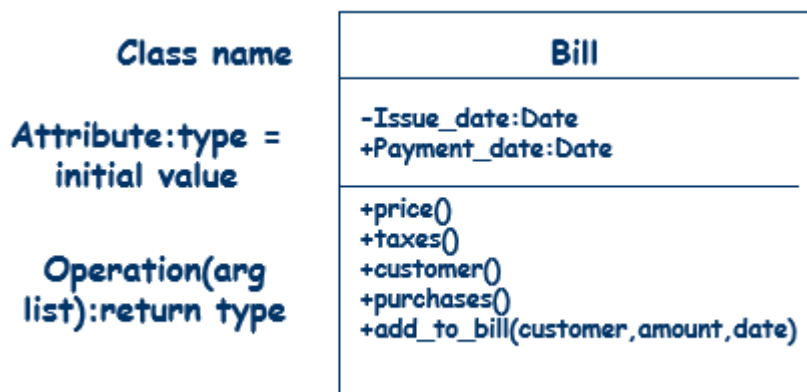 Class name
Bill
Attribute:type =
initial value
-Issue_date:Date
+Payment_date:Date
Operation(arg
list):return type
+price()
+taxes()
+customer()
+purchases()
+add_to_bill(customer,amount,date)